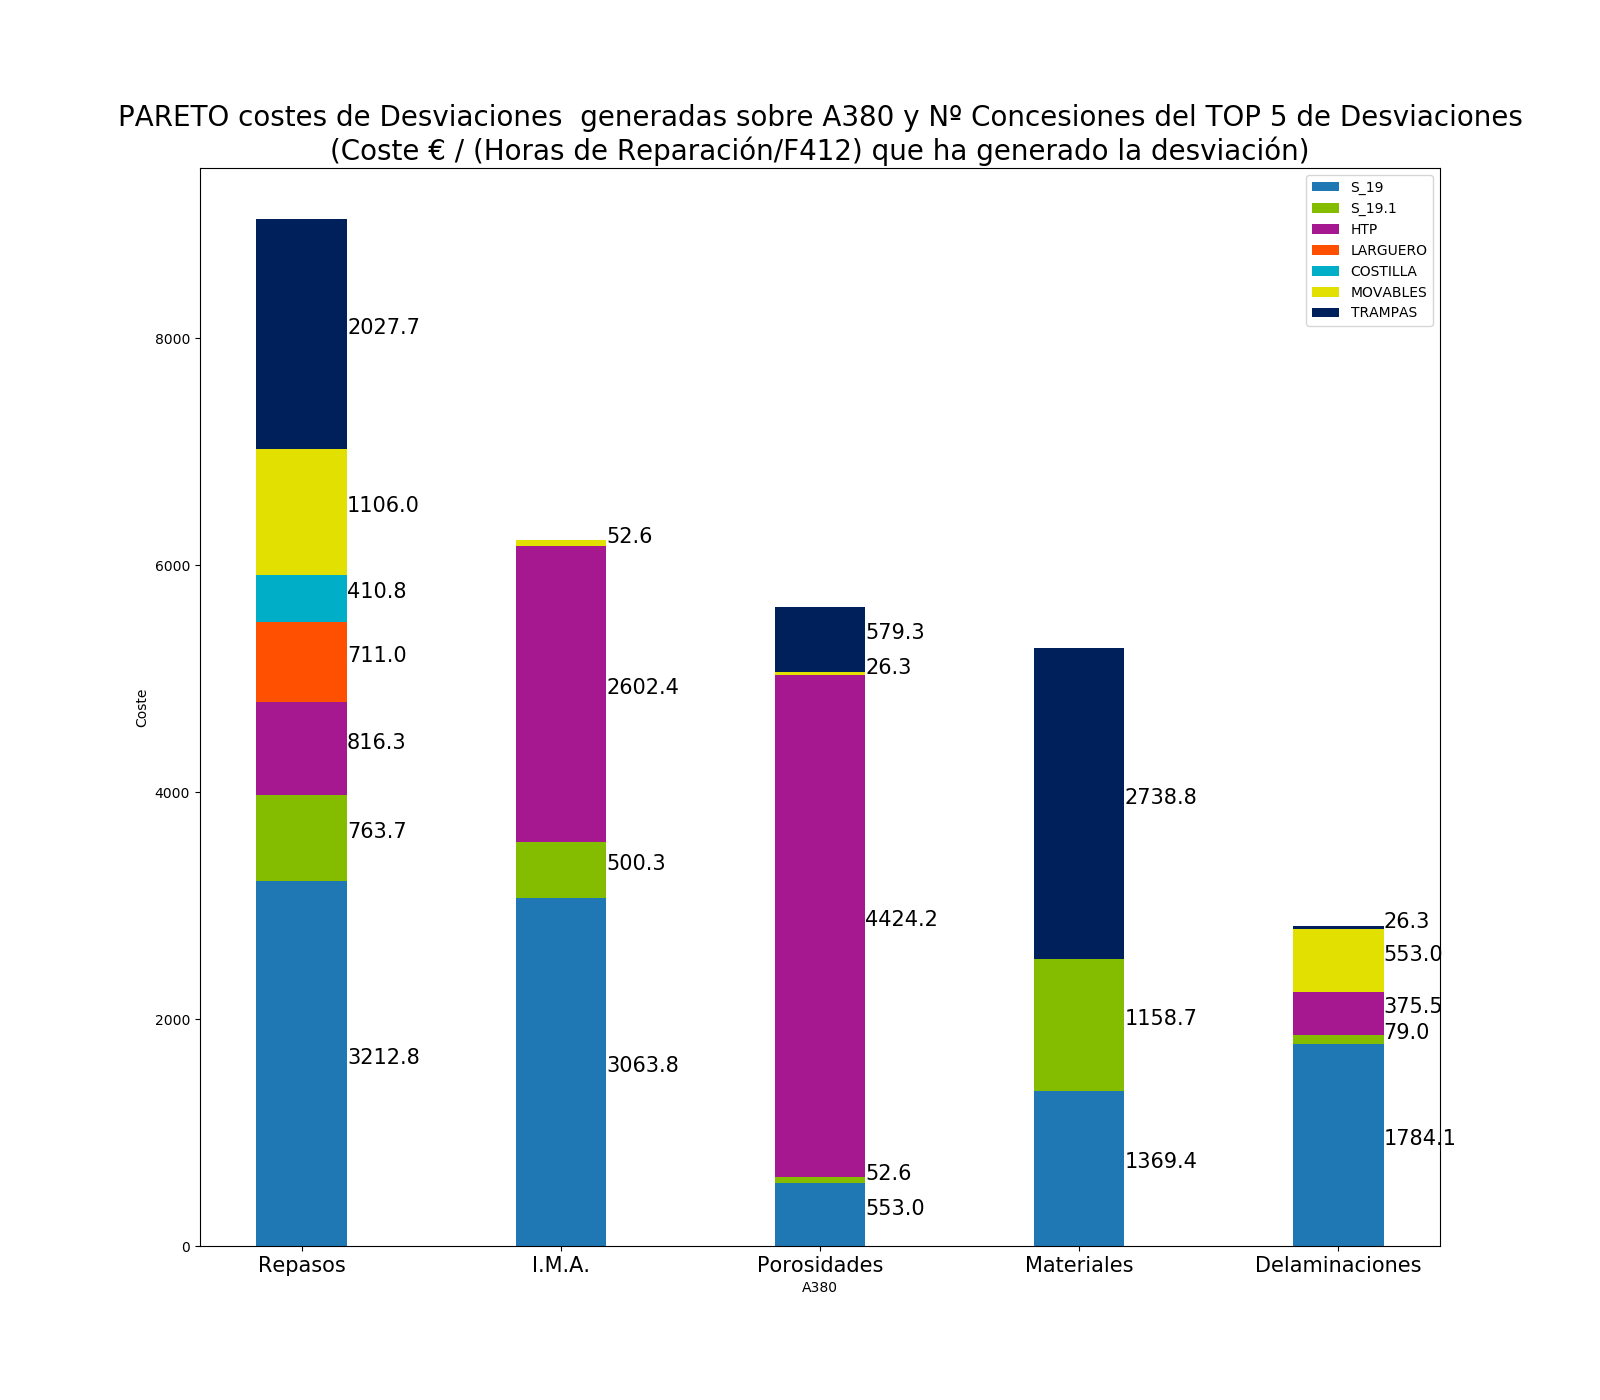 PARETO costes de Desviaciones  generadas sobre A380 y Nº Concesiones del TOP 5 de Desviaciones
(Coste € / (Horas de Reparación/F412) que ha generado la desviación)
S_19
S_19.1
HTP
LARGUERO
COSTILLA
MOVABLES
TRAMPAS
Coste
8000
6000
4000
2000
0
2027.7
1106.0
410.8
711.0
816.3
763.7
3212.8
52.6
2602.4
500.3
3063.8
579.3
26.3
4424.2
52.6
553.0
2738.8
1158.7
1369.4
26.3
553.0
375.5
79.0
1784.1
Repasos
I.M.A.
Porosidades
Materiales
Delaminaciones
A380